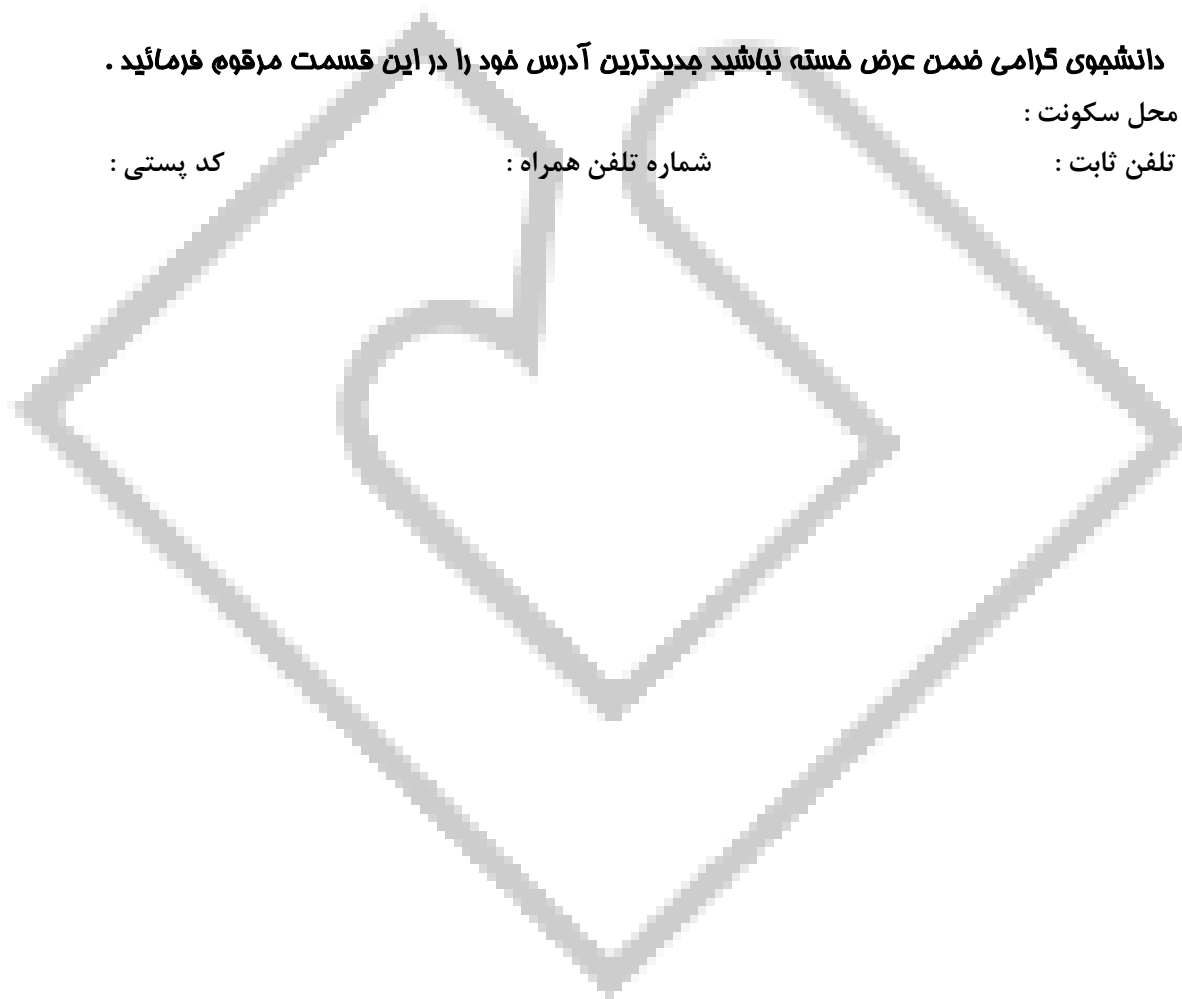 دانشجوی گرامی ضمن عرض خسته نباشید جدیدترین آدرس خود را در این قسمت مرقوم فرمائید .
محل سکونت :
تلفن ثابت : شماره تلفن همراه : کد پستی :